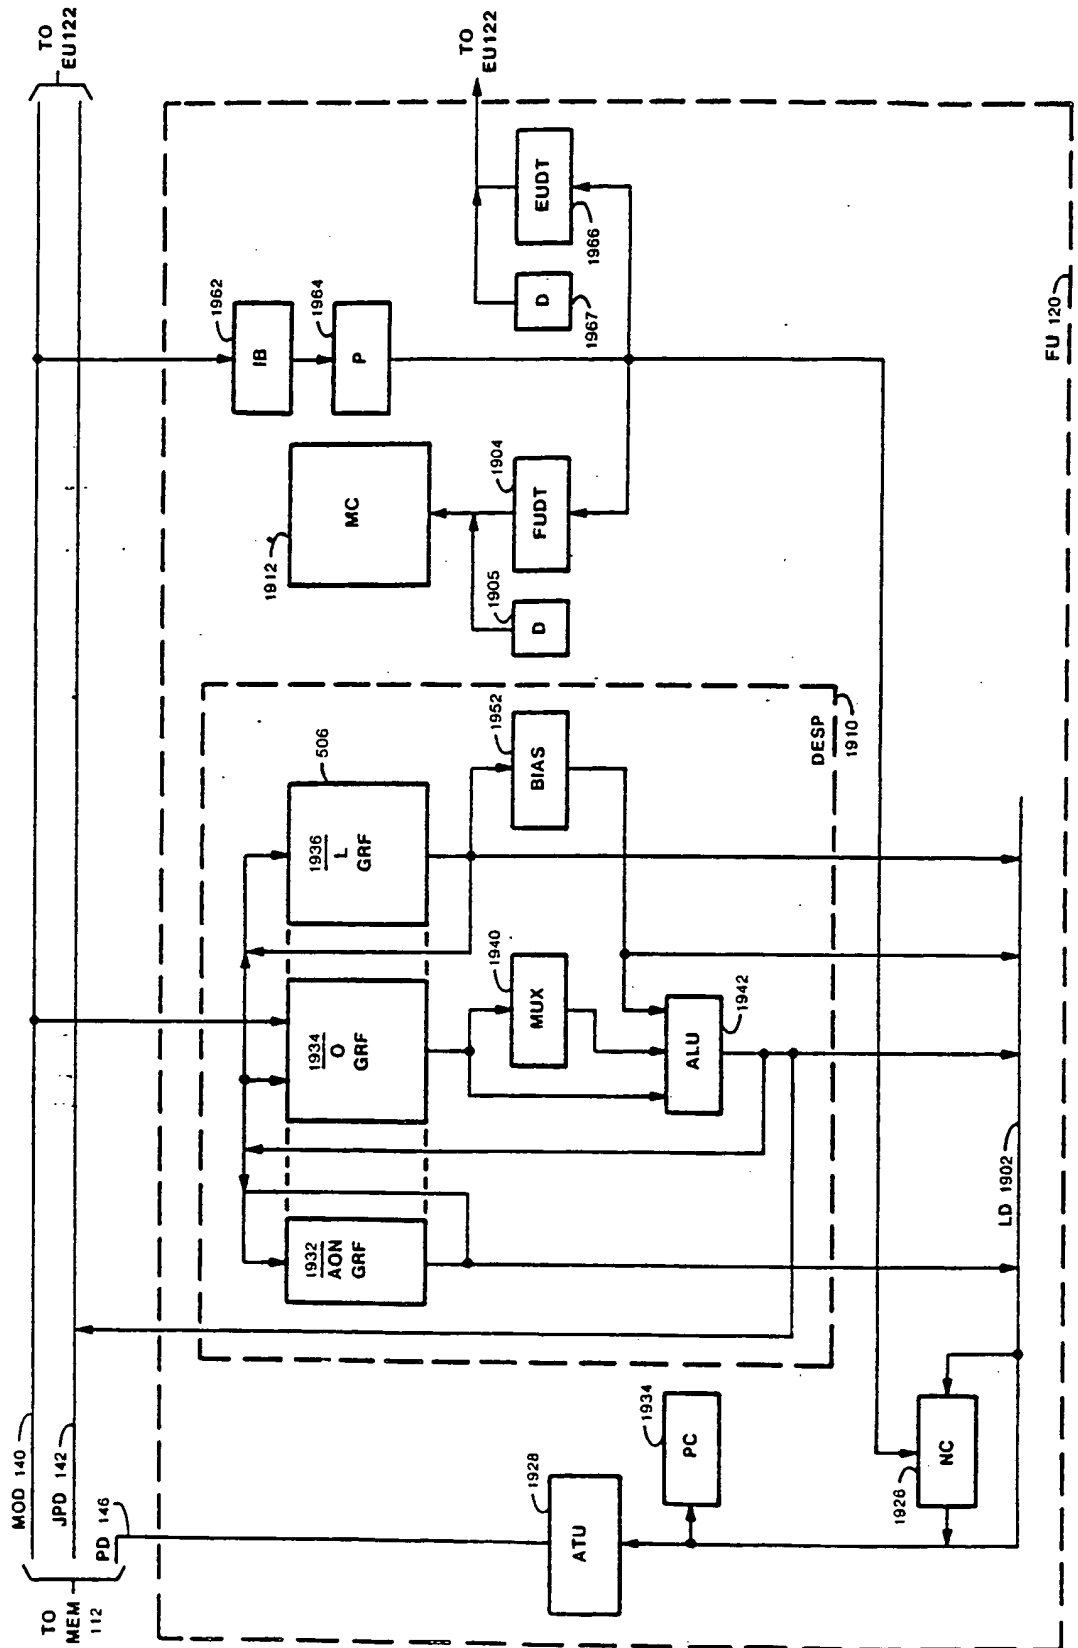 TO
MEM
112
MOD 140
JPD 142
PD 146
TO
EU122
TO
EU122
ATU
1928
PC
1934
NC
1926
LD 1902
1932
AON
GRF
1934
O
GRF
1936
L
GRF
506
MUX
1940
ALU
1942
BIAS
1952
DESP
1910
MC
1912
D
1905
FUDT
1904
IB
1962
P
1964
D
1967
EUDT
1966
FU 120